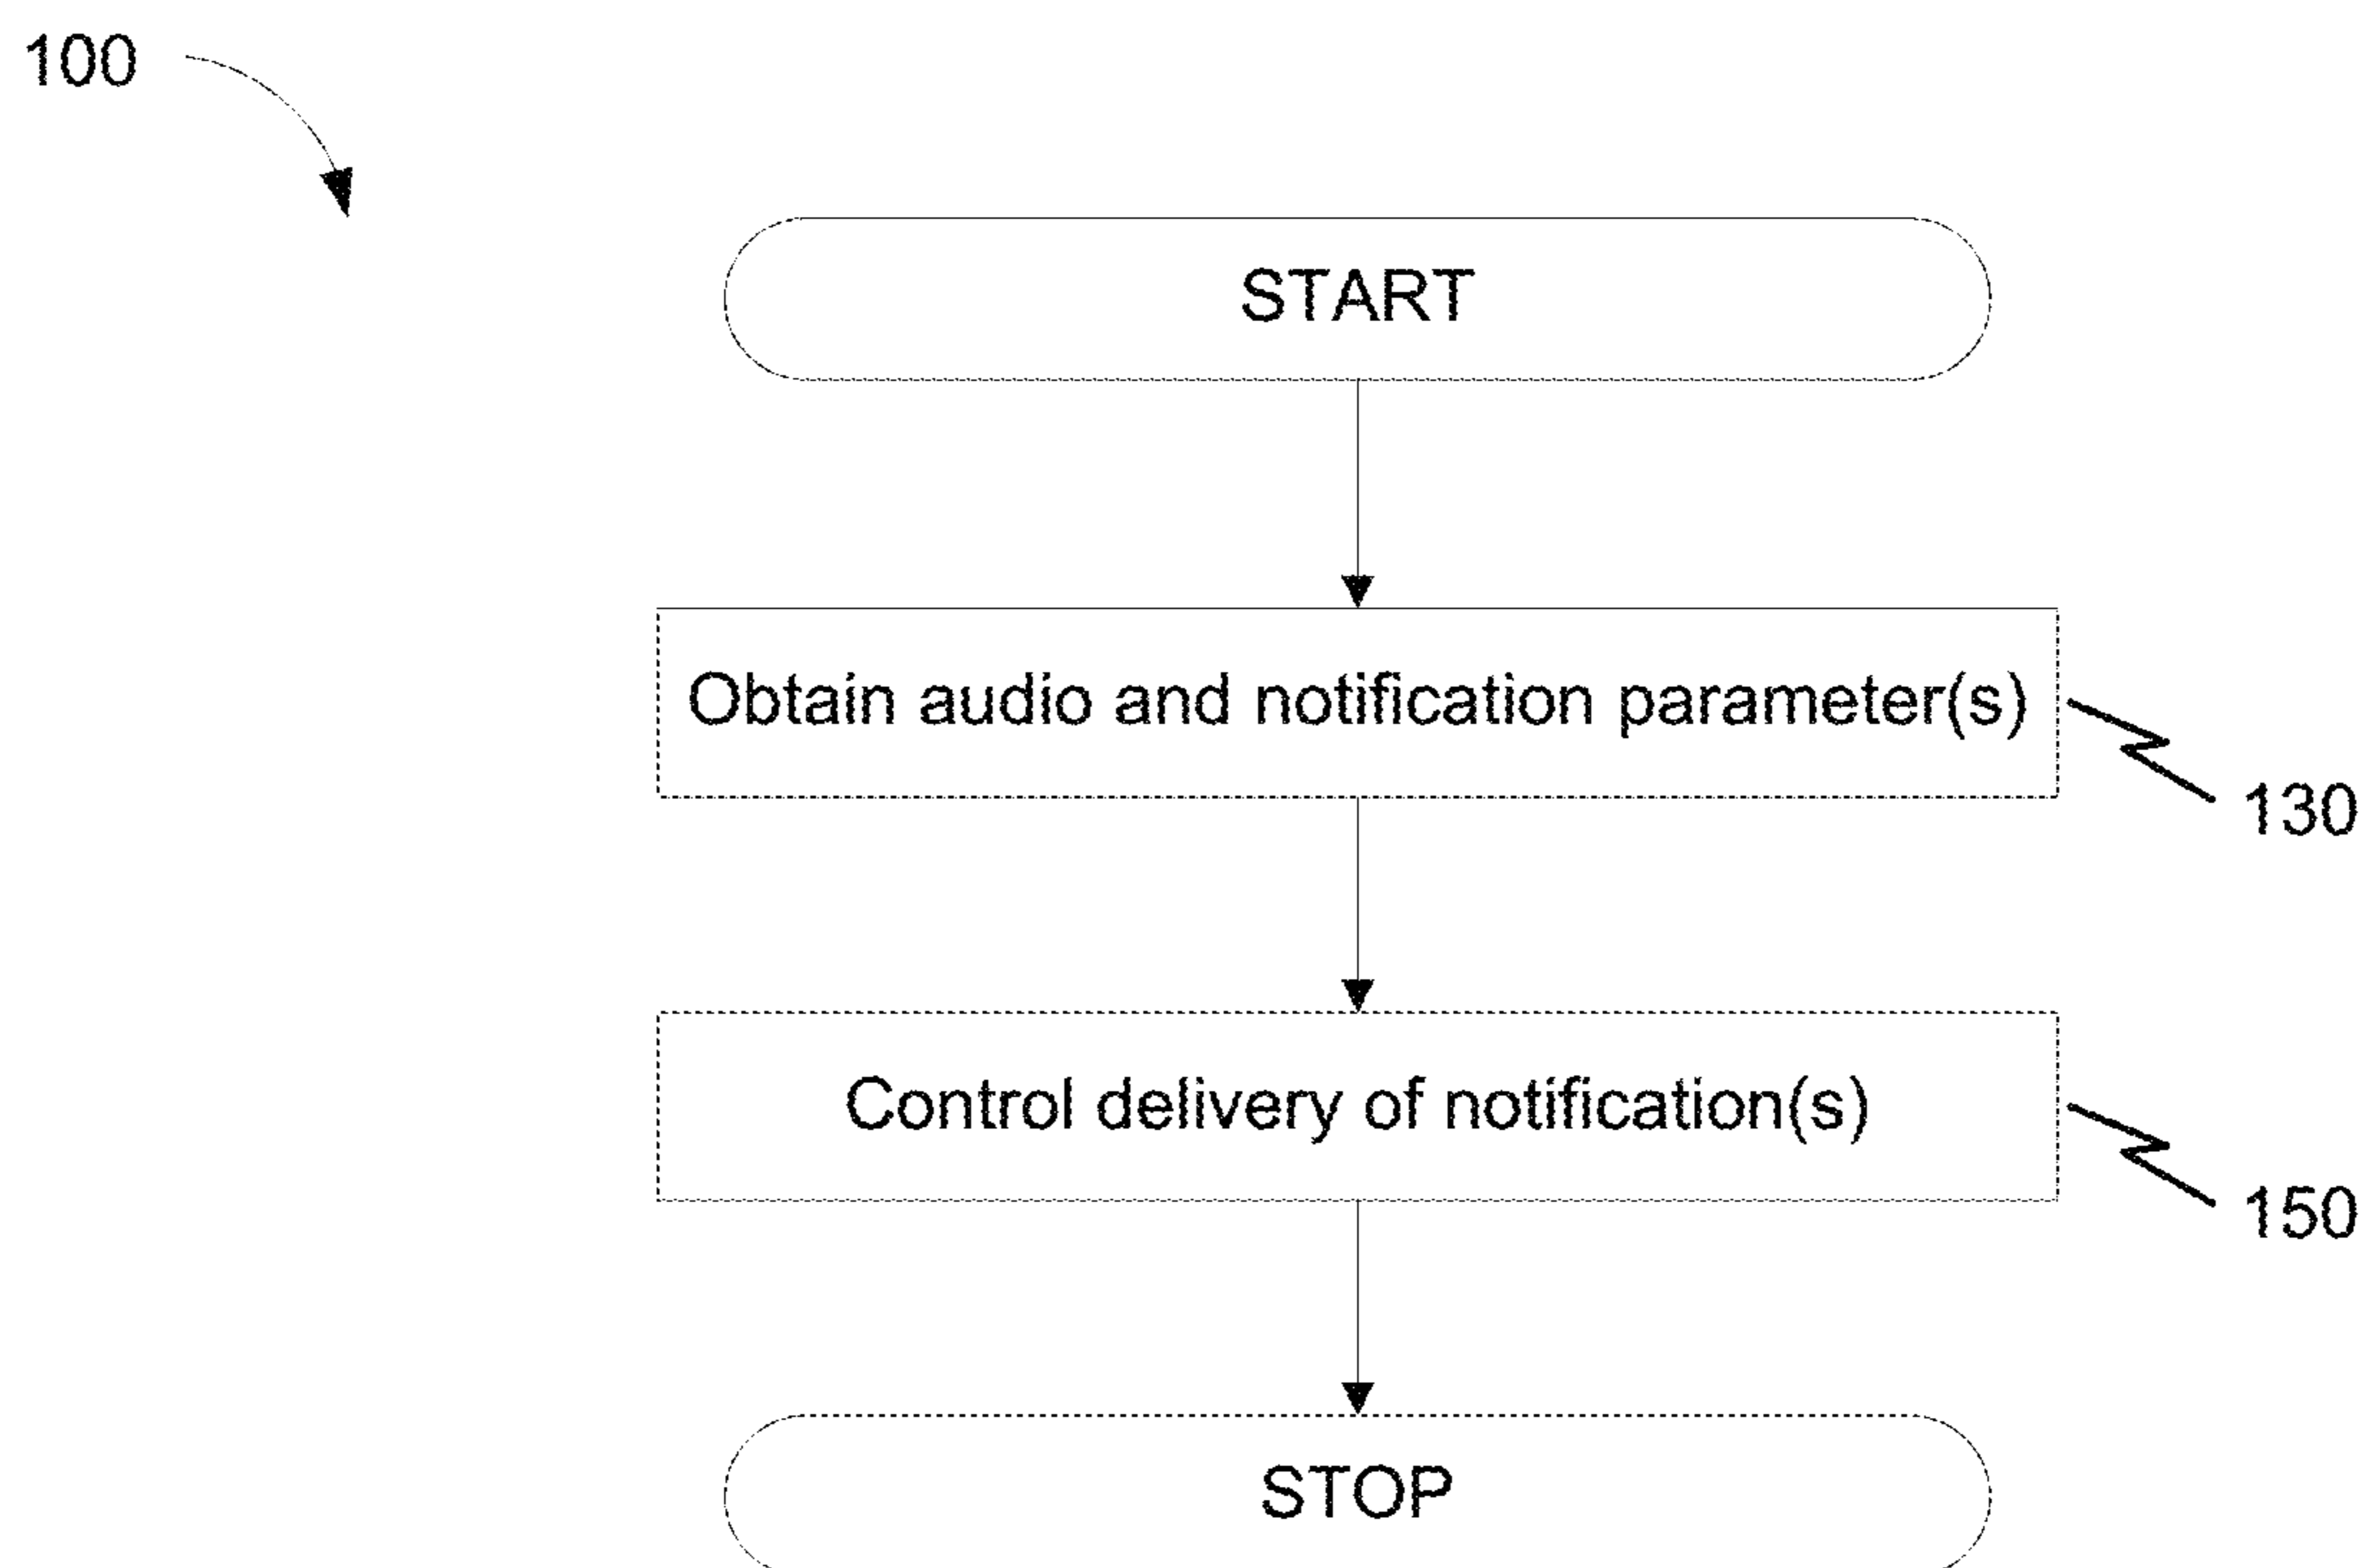 100
START
Obtain audio and notification parameter(s)
130
Control delivery of notification(s)
150
STOP